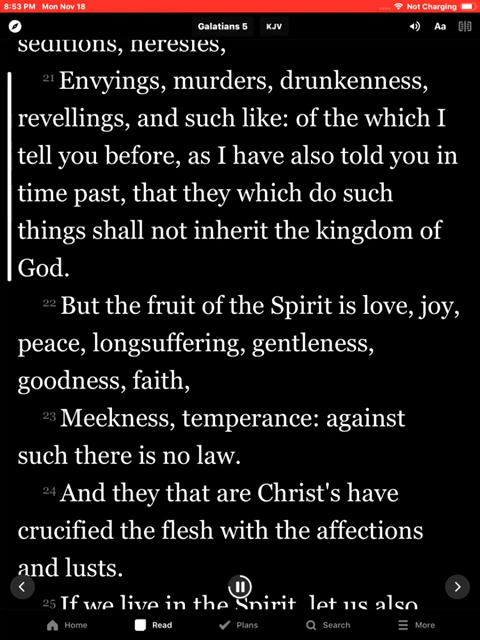 8:53 PM Mon Nov 18
Not Charging
Galatians 5
KJV
Aa
seditions, heresies,
21 Envyings, murders, drunkenness,
revellings, and such like: of the which I
tell you before, as I have also told you in
time past, that they which do such
things shall not inherit the kingdom of
God.
22 But the fruit of the Spirit is love, joy,
peace, longsuffering, gentleness,
goodness, faith,
23 Meekness, temperance: against
such there is no law.
24 And they that are Christ's have
crucified the flesh with the affections
and lusts.
25 If we live in the Spirit, let us also
Home
Read
Plans
Search
More